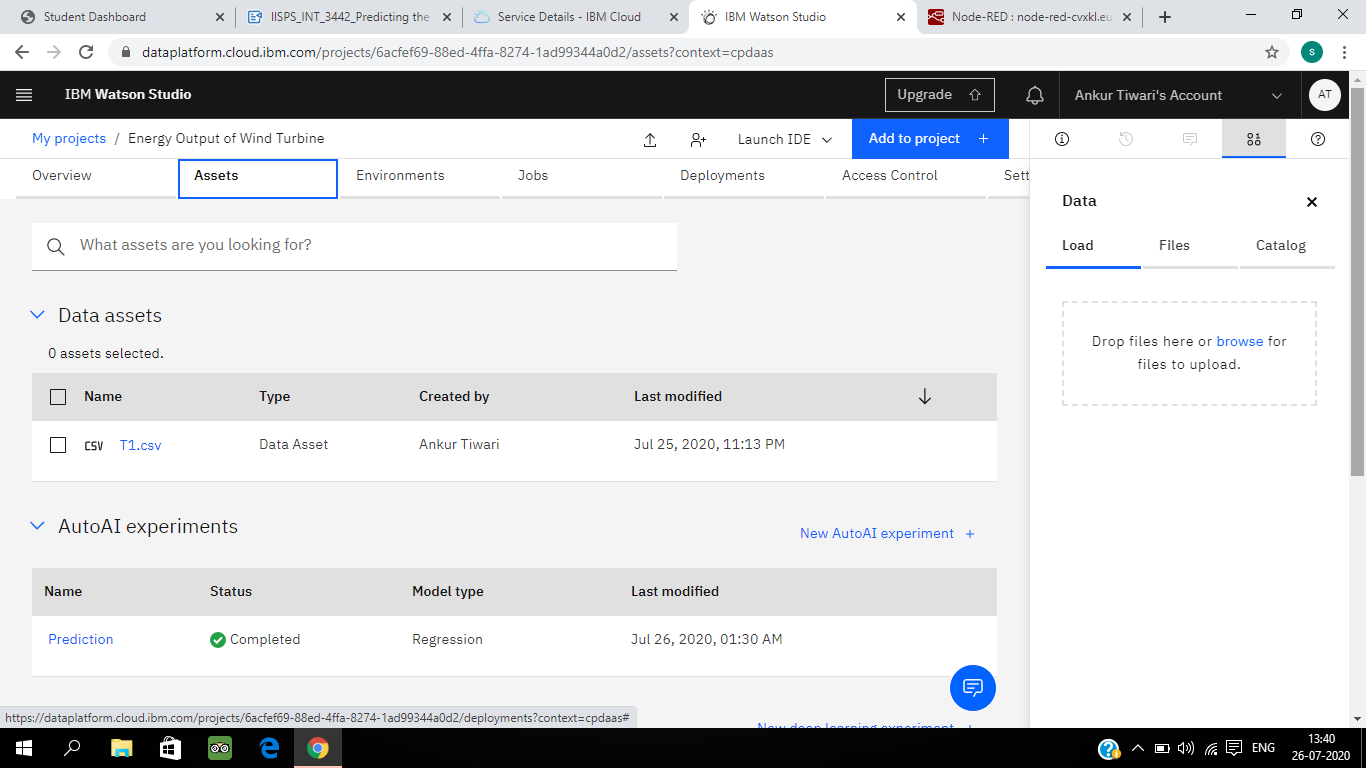 Student Dashboard
IISPS_INT_3442_Predicting the
Service Details - IBM Cloud
IBM Watson Studio
Node-RED : node-red-cvxkl.eu
dataplatform.cloud.ibm.com/projects/6acfef69-88ed-4ffa-8274-1ad99344a0d2/assets?context=cpdaas
S
IBM Watson Studio
Upgrade
Ankur Tiwari's Account
AT
My projects / Energy Output of Wind Turbine
Launch IDE
Add to project +
Overview
Assets
Environments
Jobs
Deployments
Access Control
Sett
Data
Load
Files
Catalog
Drop files here or browse for
files to upload.
What assets are you looking for?
Data assets
0 assets selected.
Name Type Created by Last modified
CSV T1.csv Data Asset Ankur Tiwari Jul 25, 2020, 11:13 PM
AutoAI experiments
New AutoAI experiment +
Name Status Model type Last modified
Prediction Completed Regression Jul 26, 2020, 01:30 AM
New deep learning experiment +
https://dataplatform.cloud.ibm.com/projects/6acfef69-88ed-4ffa-8274-1ad99344a0d2/deployments?context=cpdaas#
ENG
13:40
26-07-2020